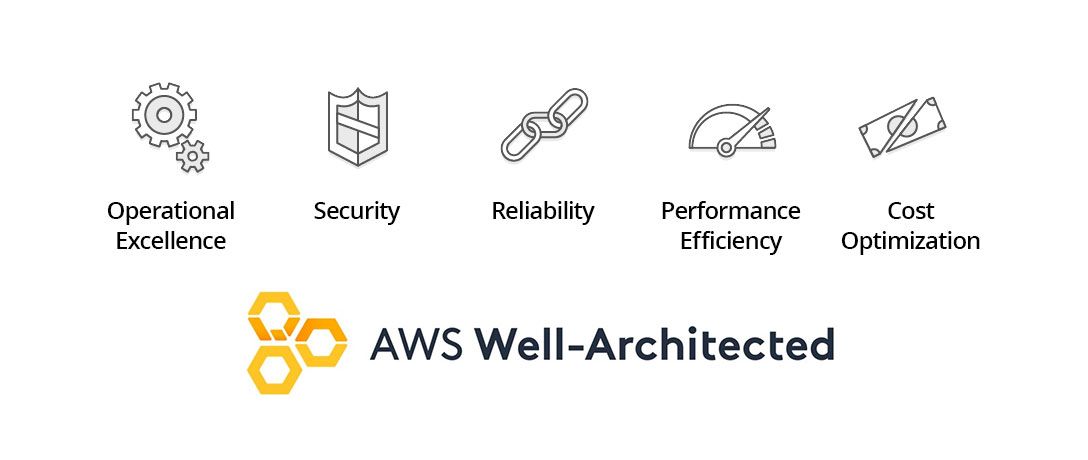 Operational
Excellence
Security
Reliability
Performance
Efficiency
Cost
Optimization
AWS Well-Architected